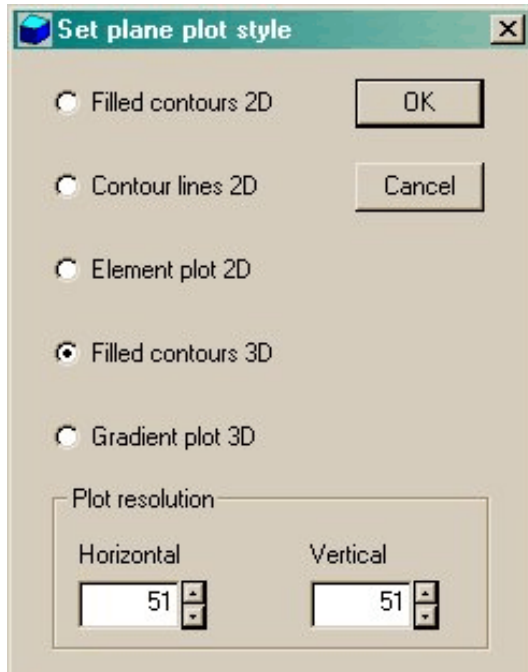 Set plane plot style
Filled contours 2D
OK
Contour lines 2D
Cancel
Element plot 2D
Filled contours 3D
Gradient plot 3D
Plot resolution
Horizontal
Vertical
51
51